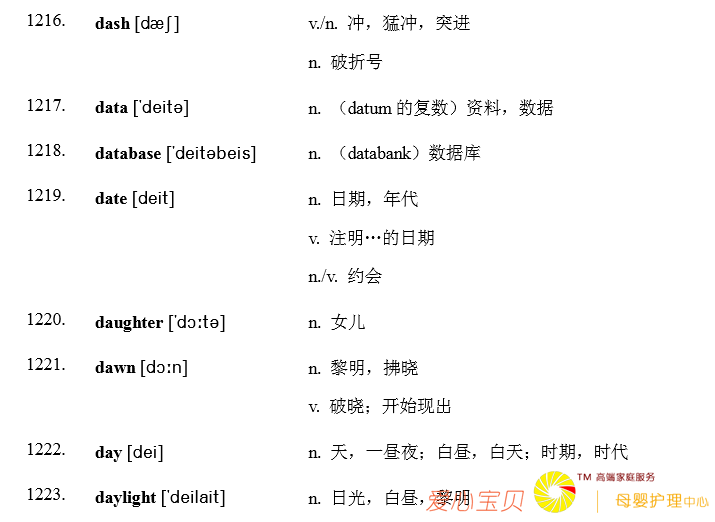 1216. dash [dæʃ] v./n. 冲，猛冲，突进
n. 破折号
1217. data [ˈdeitə] n. （datum 的复数）资料，数据
1218. database [ˈdeitəbeis] n. （databank）数据库
1219. date [deit] n. 日期，年代
v. 注明…的日期
n./v. 约会
1220. daughter [ˈdɔːtə] n. 女儿
1221. dawn [dɔːn] n. 黎明，拂晓
v. 破晓；开始现出
1222. day [dei] n. 天，一昼夜；白昼，白天；时期，时代
1223. daylight [ˈdeilait] n. 日光，白昼，黎明
爱心宝贝 TM 高端家庭服务 | 母婴护理中心